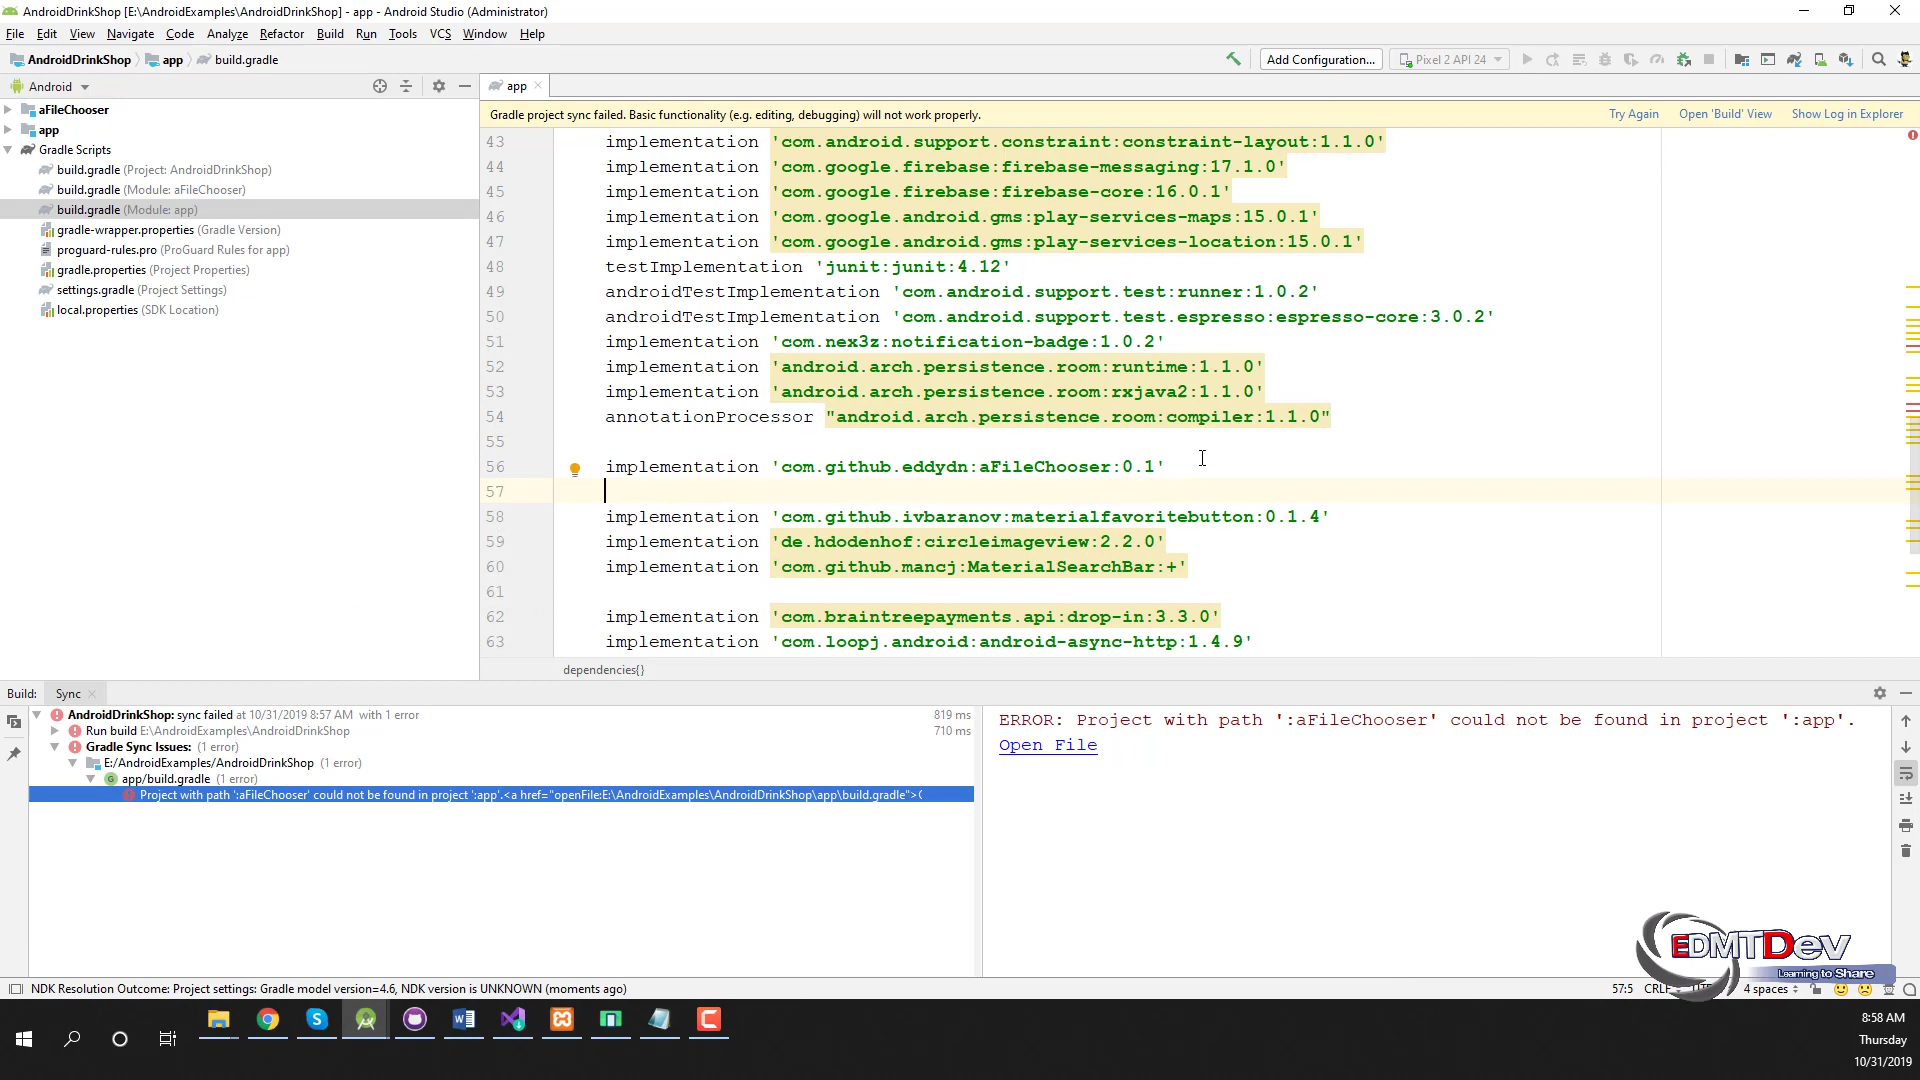 AndroidDrinkShop [E:\AndroidExamples\AndroidDrinkShop] - app - Android Studio (Administrator)
File Edit View Navigate Code Analyze Refactor Build Run Tools VCS Window Help
AndroidDrinkShop app build.gradle
Add Configuration... Pixel 2 API 24
Android
app
aFileChooser
app
Gradle Scripts
build.gradle (Project: AndroidDrinkShop)
build.gradle (Module: aFileChooser)
build.gradle (Module: app)
gradle-wrapper.properties (Gradle Version)
proguard-rules.pro (ProGuard Rules for app)
gradle.properties (Project Properties)
settings.gradle (Project Settings)
local.properties (SDK Location)
Gradle project sync failed. Basic functionality (e.g. editing, debugging) will not work properly. Try Again Open 'Build' View Show Log in Explorer
43 implementation 'com.android.support.constraint:constraint-layout:1.1.0'
44 implementation 'com.google.firebase:firebase-messaging:17.1.0'
45 implementation 'com.google.firebase:firebase-core:16.0.1'
46 implementation 'com.google.android.gms:play-services-maps:15.0.1'
47 implementation 'com.google.android.gms:play-services-location:15.0.1'
48 testImplementation 'junit:junit:4.12'
49 androidTestImplementation 'com.android.support.test:runner:1.0.2'
50 androidTestImplementation 'com.android.support.test.espresso:espresso-core:3.0.2'
51 implementation 'com.nex3z:notification-badge:1.0.2'
52 implementation 'android.arch.persistence.room:runtime:1.1.0'
53 implementation 'android.arch.persistence.room:rxjava2:1.1.0'
54 annotationProcessor "android.arch.persistence.room:compiler:1.1.0"
55
56 implementation 'com.github.eddydn:aFileChooser:0.1'
57
58 implementation 'com.github.ivbaranov:materialfavoritebutton:0.1.4'
59 implementation 'de.hdodenhof:circleimageview:2.2.0'
60 implementation 'com.github.mancj:MaterialSearchBar:+'
61
62 implementation 'com.braintreepayments.api:drop-in:3.3.0'
63 implementation 'com.loopj.android:android-async-http:1.4.9'
dependencies{}
Build: Sync
AndroidDrinkShop: sync failed at 10/31/2019 8:57 AM with 1 error 819 ms
Run build E:\AndroidExamples\AndroidDrinkShop 710 ms
Gradle Sync Issues: (1 error)
E:/AndroidExamples/AndroidDrinkShop (1 error)
app/build.gradle (1 error)
Project with path ':aFileChooser' could not be found in project ':app'.<a href="openFile:E:\AndroidExamples\AndroidDrinkShop\app\build.gradle">
ERROR: Project with path ':aFileChooser' could not be found in project ':app'.
Open File
EDMTDev
Learning to Share
NDK Resolution Outcome: Project settings: Gradle model version=4.6, NDK version is UNKNOWN (moments ago) 57:5 CRLF 4 spaces
8:58 AM
Thursday
10/31/2019